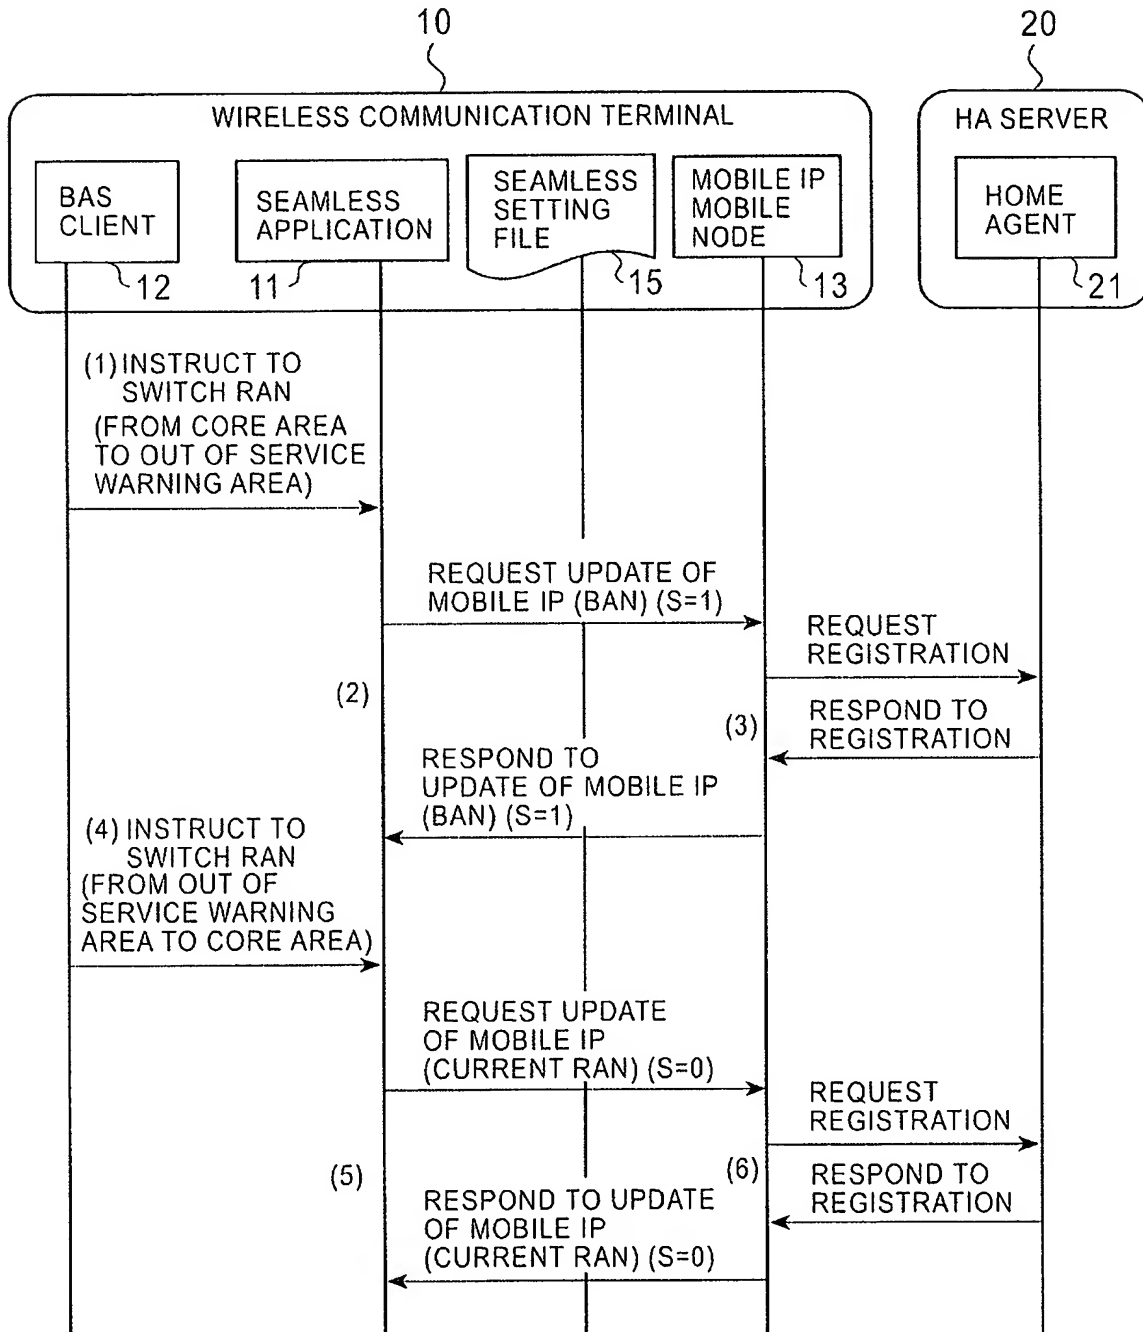 10
20
WIRELESS COMMUNICATION TERMINAL
HA SERVER
BAS
CLIENT
12
SEAMLESS
APPLICATION
11
SEAMLESS
SETTING
FILE
15
MOBILE IP
MOBILE
NODE
13
HOME
AGENT
21
(1) INSTRUCT TO
SWITCH RAN
(FROM CORE AREA
TO OUT OF SERVICE
WARNING AREA)
REQUEST UPDATE OF
MOBILE IP (BAN) (S=1)
REQUEST
REGISTRATION
(2)
(3)
RESPOND TO
REGISTRATION
RESPOND TO
UPDATE OF MOBILE IP
(BAN) (S=1)
(4) INSTRUCT TO
SWITCH RAN
(FROM OUT OF
SERVICE WARNING
AREA TO CORE AREA)
REQUEST UPDATE
OF MOBILE IP
(CURRENT RAN) (S=0)
REQUEST
REGISTRATION
(5)
(6)
RESPOND TO
REGISTRATION
RESPOND TO UPDATE
OF MOBILE IP
(CURRENT RAN) (S=0)